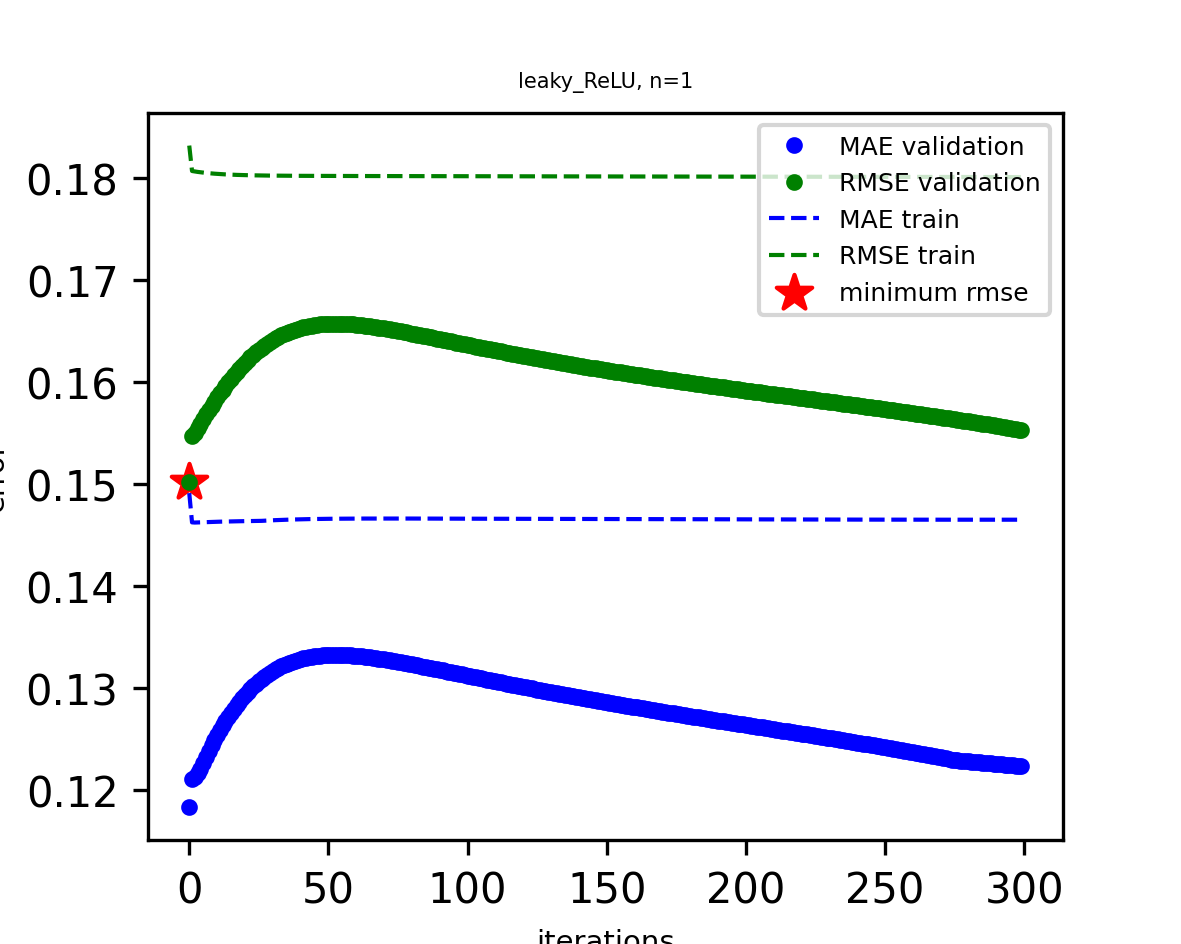 leaky_ReLU, n=1
MAE validation
RMSE validation
MAE train
RMSE train
minimum rmse
0.18
0.17
0.16
0.15
0.14
0.13
0.12
0 50 100 150 200 250 300
iterations